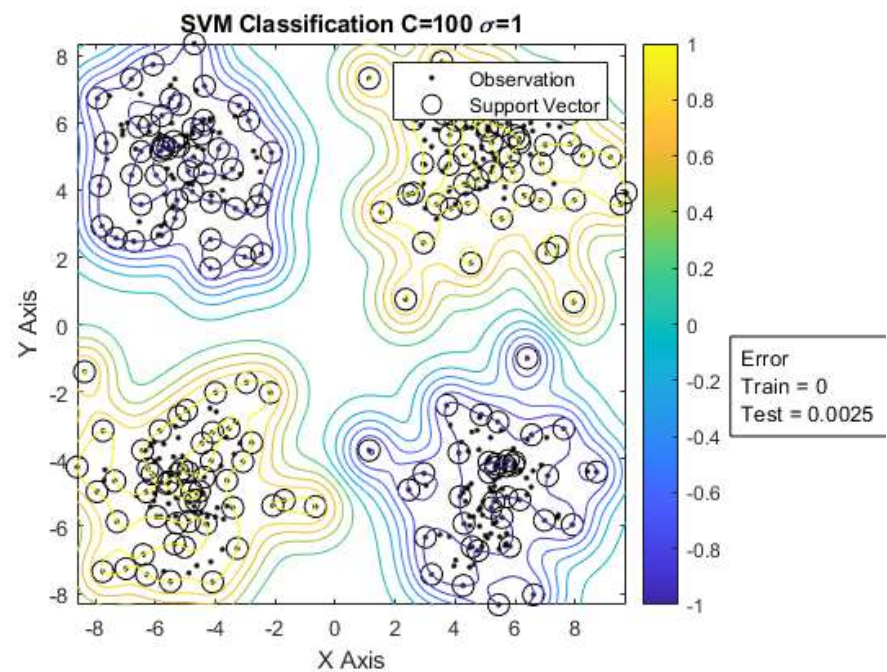 SVM Classification C=100 σ=1
Observation
Support Vector
8
6
4
2
0
-2
-4
-6
-8
Y Axis
-8 -6 -4 -2 0 2 4 6 8
X Axis
1
0.8
0.6
0.4
0.2
0
-0.2
-0.4
-0.6
-0.8
-1
Error
Train = 0
Test = 0.0025